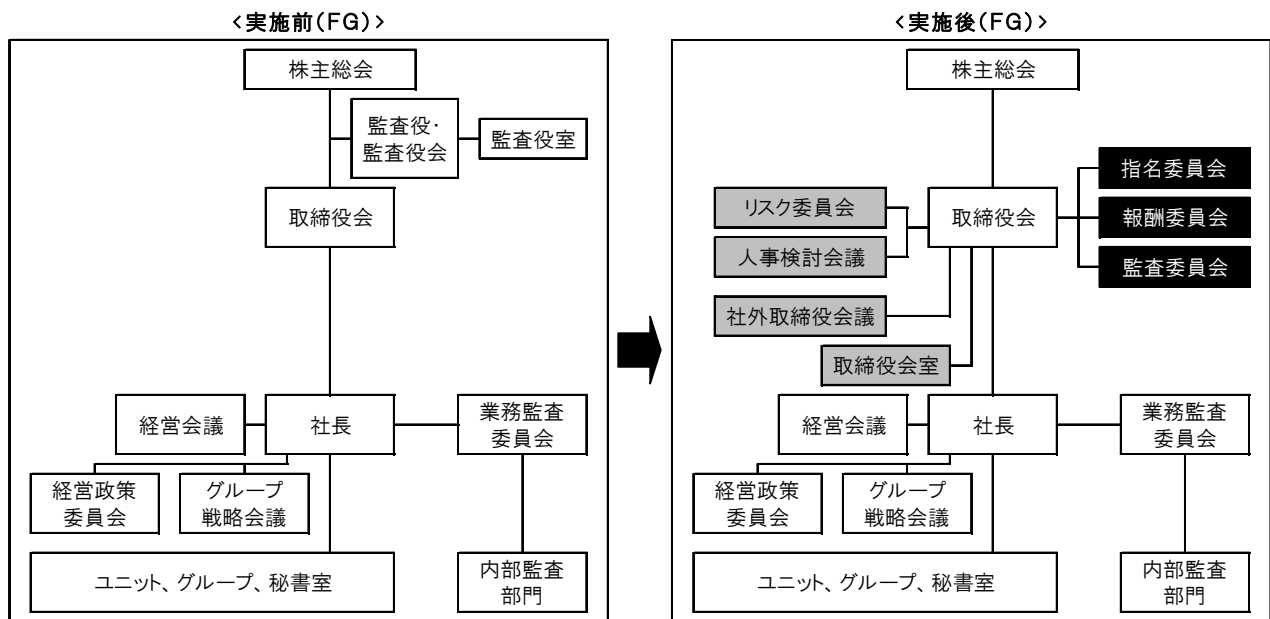 <実施前(FG)>
株主総会
監査役・
監査役会
監査役室
取締役会
経営会議
社長
業務監査
委員会
経営政策
委員会
グループ
戦略会議
ユニット、グループ、秘書室
内部監査
部門
<実施後(FG)>
株主総会
指名委員会
リスク委員会
取締役会
報酬委員会
人事検討会議
監査委員会
社外取締役会議
取締役会室
経営会議
社長
業務監査
委員会
経営政策
委員会
グループ
戦略会議
ユニット、グループ、秘書室
内部監査
部門